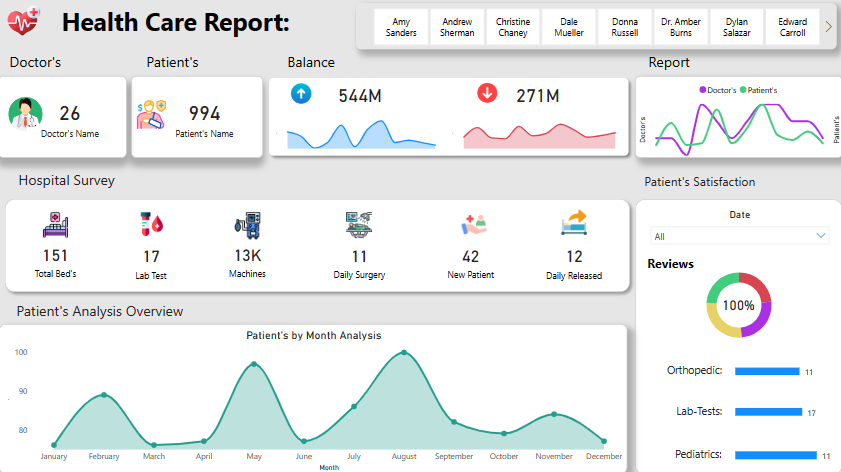 Health Care Report:
Amy
Sanders
Andrew
Sherman
Christine
Chaney
Dale
Mueller
Donna
Russell
Dr. Amber
Burns
Dylan
Salazar
Edward
Carroll
Doctor's
Patient's
Balance
Report
26
Doctor's Name
994
Patient's Name
544M
271M
Doctor's
Patient's
Doctor's
Patient's
Hospital Survey
151
Total Bed's
17
Lab Test
13K
Machines
11
Daily Surgery
42
New Patient
12
Daily Released
Patient's Satisfaction
Date
All
Reviews
100%
Orthopedic:
11
Lab-Tests:
17
Pediatrics:
11
Patient's Analysis Overview
Patient's by Month Analysis
100
90
80
January
February
March
April
May
June
July
August
September
October
November
December
Month